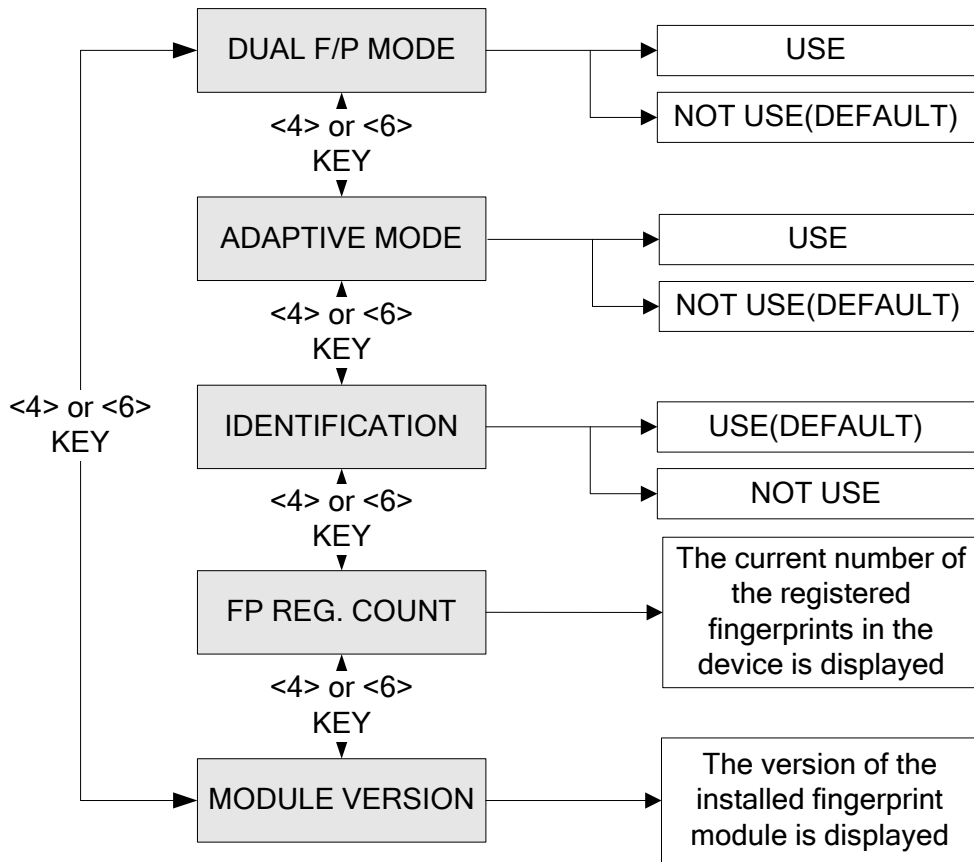 DUAL F/P MODE
USE
NOT USE(DEFAULT)
<4> or <6>
KEY
ADAPTIVE MODE
USE
NOT USE(DEFAULT)
<4> or <6>
KEY
<4> or <6>
KEY
IDENTIFICATION
USE(DEFAULT)
NOT USE
<4> or <6>
KEY
FP REG. COUNT
The current number of
the registered
fingerprints in the
device is displayed
<4> or <6>
KEY
MODULE VERSION
The version of the
installed fingerprint
module is displayed